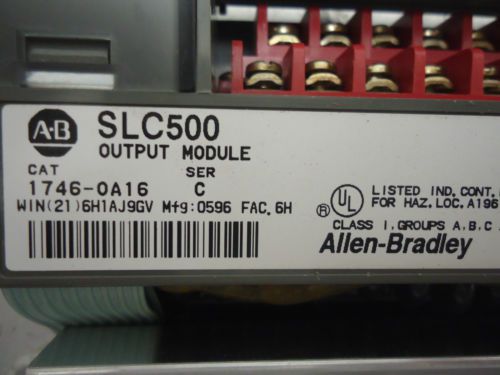 A-B SLC500
OUTPUT MODULE
CAT SER
1746-OA16 C
WIN(21)6H1AJ9GV Mfg:0596 FAC.6H
UL LISTED IND. CONT.
FOR HAZ. LOC. A196
CLASS I, GROUPS A, B, C
Allen-Bradley